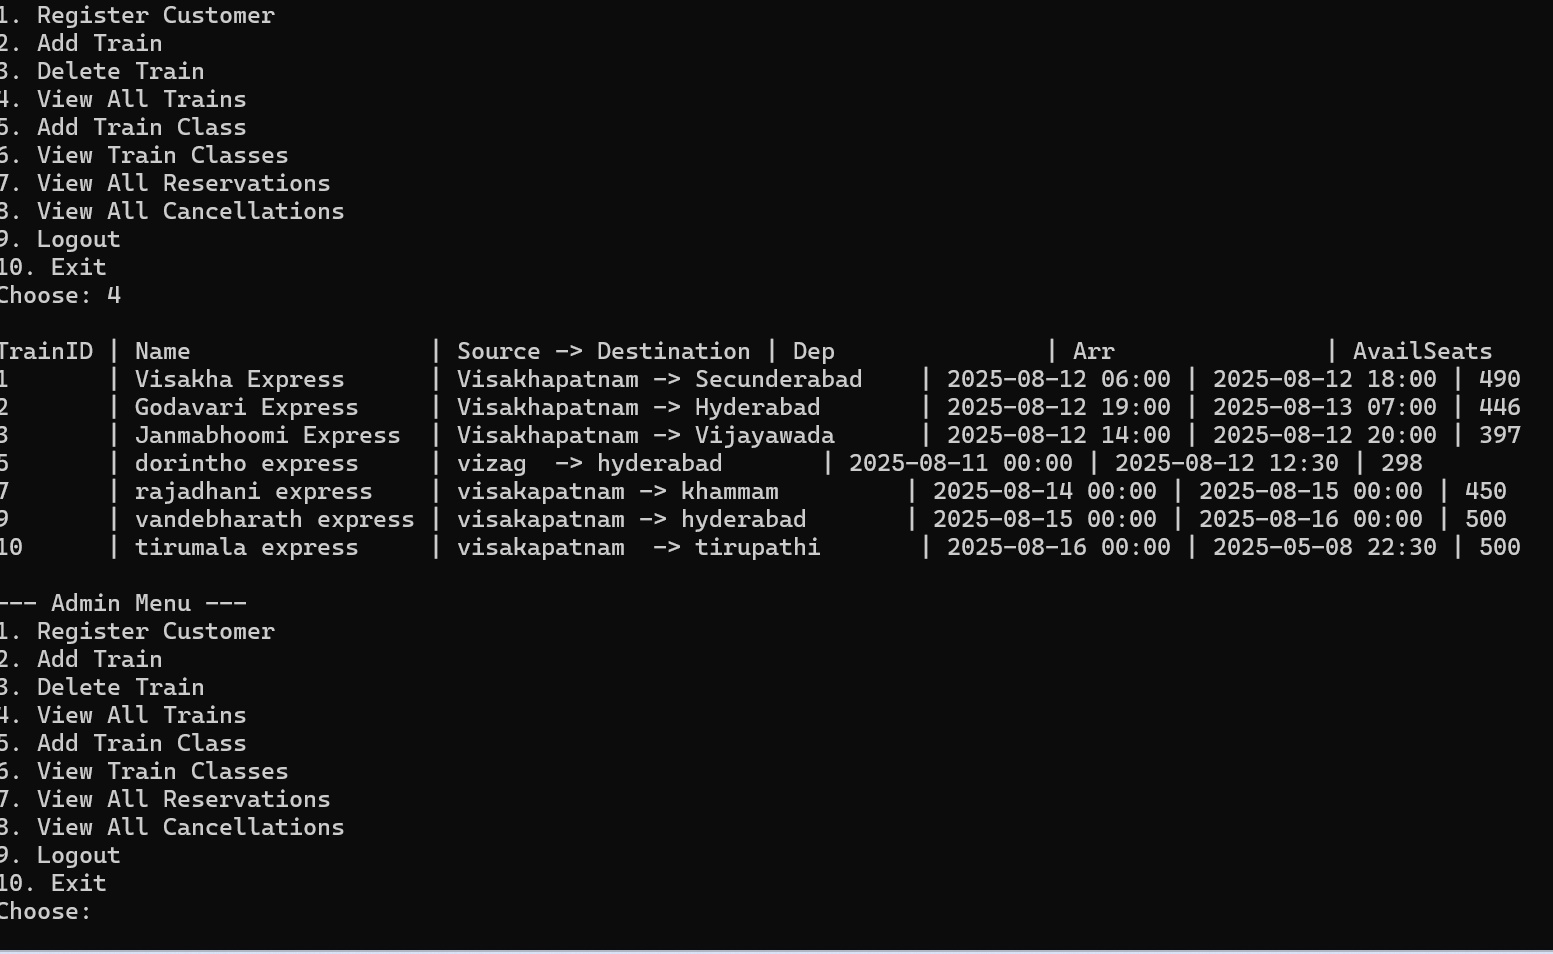 1. Register Customer
2. Add Train
3. Delete Train
4. View All Trains
5. Add Train Class
6. View Train Classes
7. View All Reservations
8. View All Cancellations
9. Logout
10. Exit
Choose: 4
TrainID | Name                  | Source -> Destination | Dep               | Arr               | AvailSeats
1       | Visakha Express      | Visakhapatnam -> Secunderabad    | 2025-08-12 06:00 | 2025-08-12 18:00 | 490
2       | Godavari Express     | Visakhapatnam -> Hyderabad       | 2025-08-12 19:00 | 2025-08-13 07:00 | 446
3       | Janmabhoomi Express  | Visakhapatnam -> Vijayawada      | 2025-08-12 14:00 | 2025-08-12 20:00 | 397
5       | dorintho express     | vizag  -> hyderabad       | 2025-08-11 00:00 | 2025-08-12 12:30 | 298
7       | rajadhani express    | visakapatnam -> khammam         | 2025-08-14 00:00 | 2025-08-15 00:00 | 450
9       | vandebharath express | visakapatnam -> hyderabad       | 2025-08-15 00:00 | 2025-08-16 00:00 | 500
10      | tirumala express     | visakapatnam  -> tirupathi       | 2025-08-16 00:00 | 2025-05-08 22:30 | 500
--- Admin Menu ---
1. Register Customer
2. Add Train
3. Delete Train
4. View All Trains
5. Add Train Class
6. View Train Classes
7. View All Reservations
8. View All Cancellations
9. Logout
10. Exit
Choose: